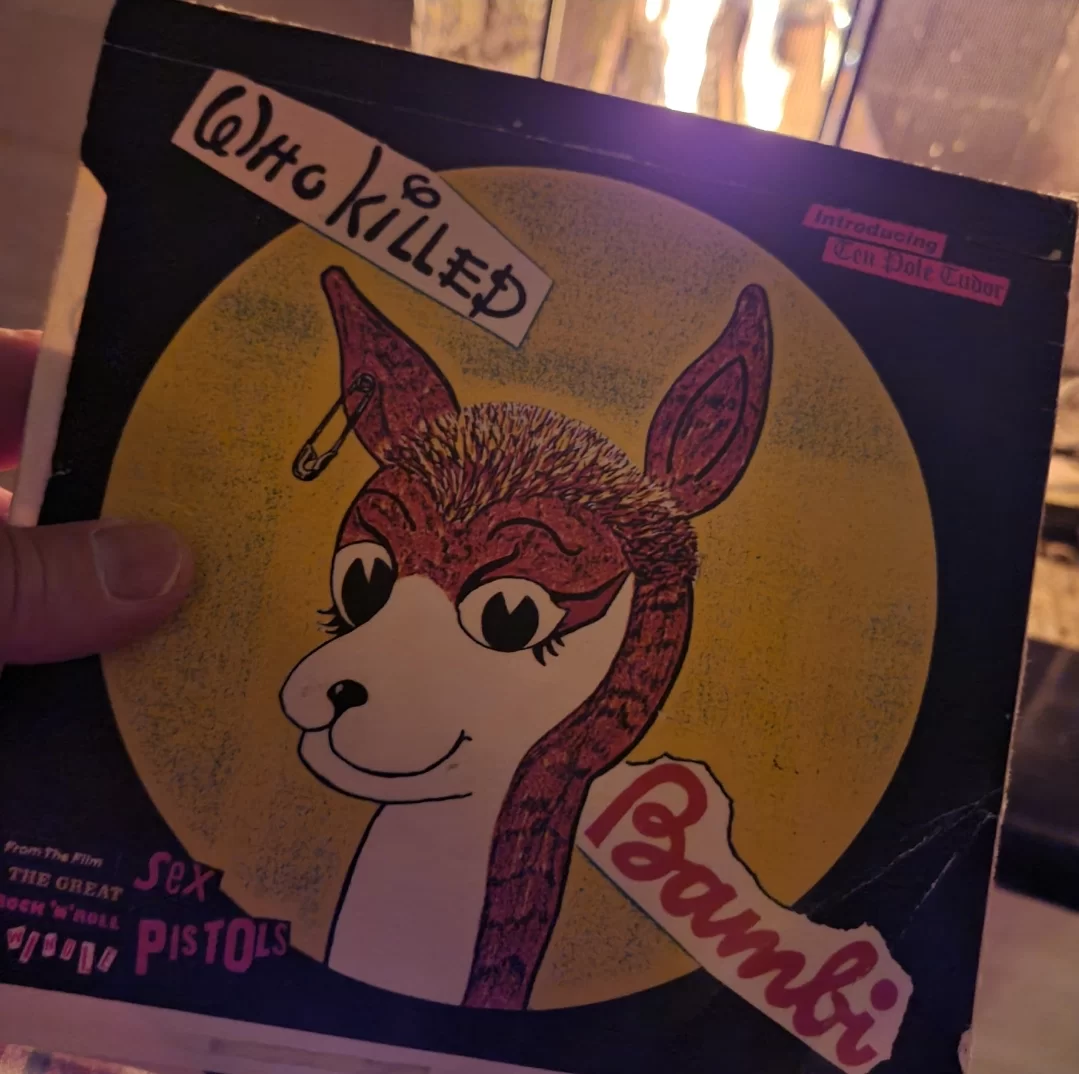 WHO KiLLED
Introducing
Ten Pole Tudor
Bambi
From The Film
THE GREAT
ROCK 'N' ROLL
SWINDLE
Sex
PISTOLS